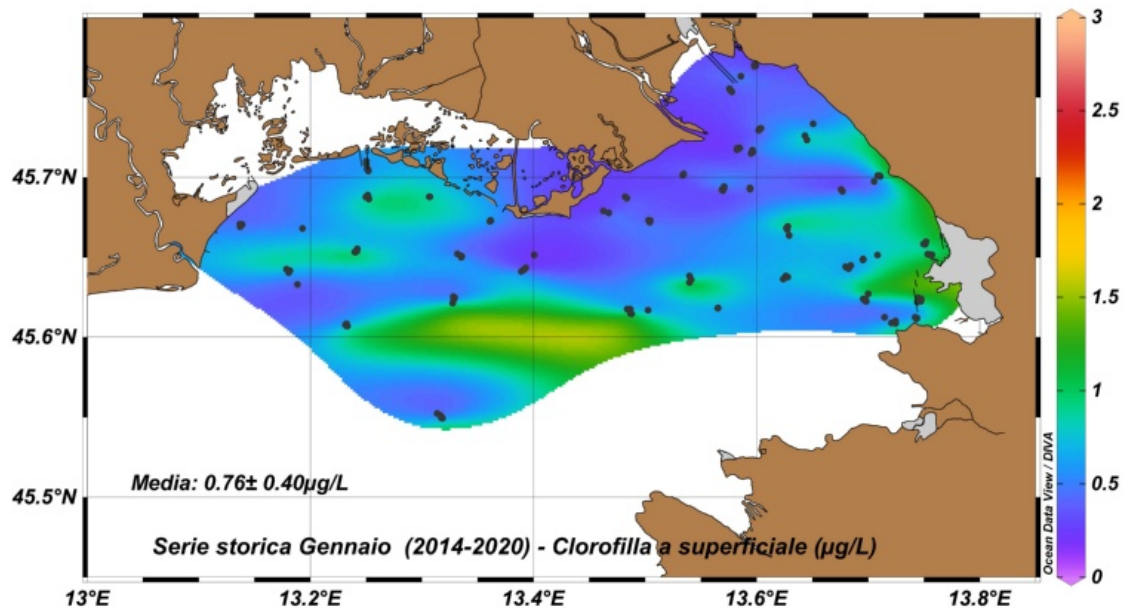 3
2.5
2
1.5
1
0.5
0
45.7°N
45.6°N
45.5°N
Media: 0.76± 0.40µg/L
Serie storica Gennaio (2014-2020) - Clorofilla a superficiale (µg/L)
Ocean Data View / DIVA
13°E
13.2°E
13.4°E
13.6°E
13.8°E